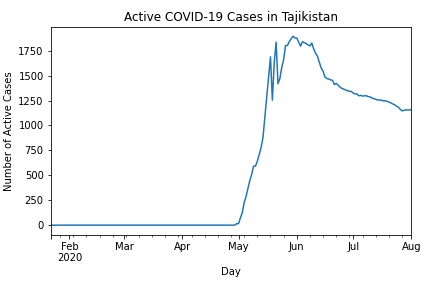 Active COVID-19 Cases in Tajikistan
Number of Active Cases
1750
1500
1250
1000
750
500
250
0
Feb Mar Apr May Jun Jul Aug
2020
Day